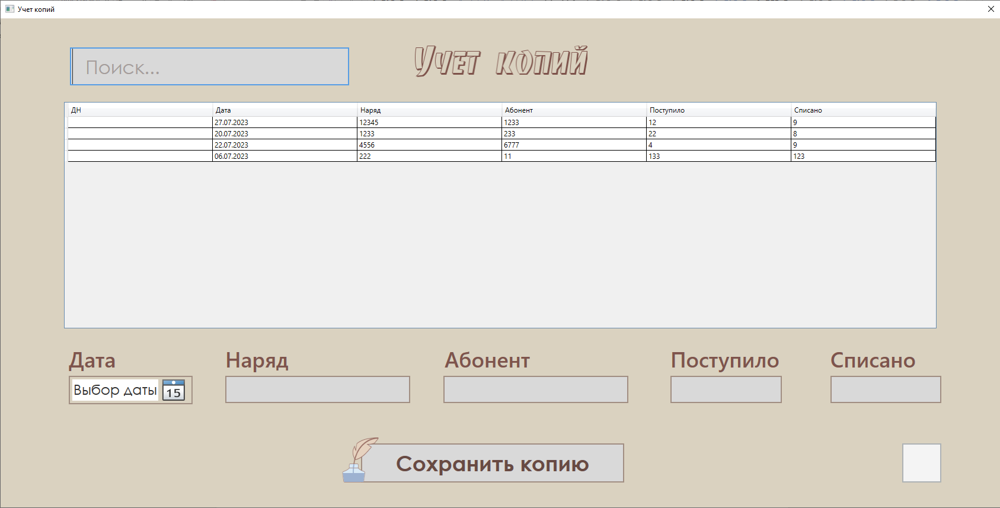 Учет копий
Поиск...
Учет копий
ДН Дата Наряд Абонент Поступило Списано
27.07.2023 12345 1233 12 9
20.07.2023 1233 233 22 8
22.07.2023 4556 6777 4 9
06.07.2023 222 11 133 123
Дата Наряд Абонент Поступило Списано
Выбор даты 15
Сохранить копию